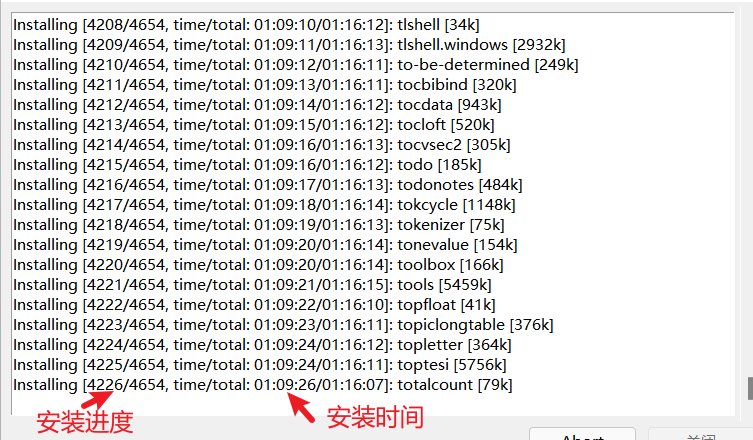 Installing [4208/4654, time/total: 01:09:10/01:16:12]: tlshell [34k]
Installing [4209/4654, time/total: 01:09:11/01:16:13]: tlshell.windows [2932k]
Installing [4210/4654, time/total: 01:09:12/01:16:11]: to-be-determined [249k]
Installing [4211/4654, time/total: 01:09:13/01:16:11]: tocbibind [320k]
Installing [4212/4654, time/total: 01:09:14/01:16:12]: tocdata [943k]
Installing [4213/4654, time/total: 01:09:15/01:16:12]: tocloft [520k]
Installing [4214/4654, time/total: 01:09:16/01:16:13]: tocvsec2 [305k]
Installing [4215/4654, time/total: 01:09:16/01:16:12]: todo [185k]
Installing [4216/4654, time/total: 01:09:17/01:16:13]: todonotes [484k]
Installing [4217/4654, time/total: 01:09:18/01:16:14]: tokcycle [1148k]
Installing [4218/4654, time/total: 01:09:19/01:16:13]: tokenizer [75k]
Installing [4219/4654, time/total: 01:09:20/01:16:14]: tonevalue [154k]
Installing [4220/4654, time/total: 01:09:20/01:16:14]: toolbox [166k]
Installing [4221/4654, time/total: 01:09:21/01:16:15]: tools [5459k]
Installing [4222/4654, time/total: 01:09:22/01:16:10]: topfloat [41k]
Installing [4223/4654, time/total: 01:09:23/01:16:11]: topiclongtable [376k]
Installing [4224/4654, time/total: 01:09:24/01:16:12]: topletter [364k]
Installing [4225/4654, time/total: 01:09:24/01:16:11]: toptesi [5756k]
Installing [4226/4654, time/total: 01:09:26/01:16:07]: totalcount [79k]
安装进度 安装时间
Abort 关闭